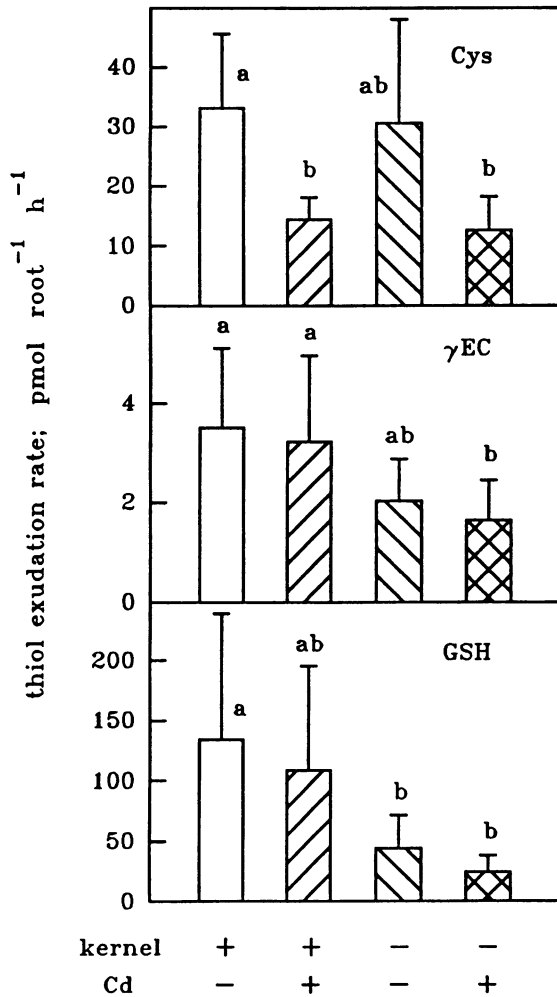 thiol exudation rate; pmol root⁻¹ h⁻¹
Cys
40
30
20
10
0
a
b
ab
b
γEC
4
2
0
a
a
ab
b
GSH
200
150
100
50
0
a
ab
b
b
kernel + + − −
Cd − + − +